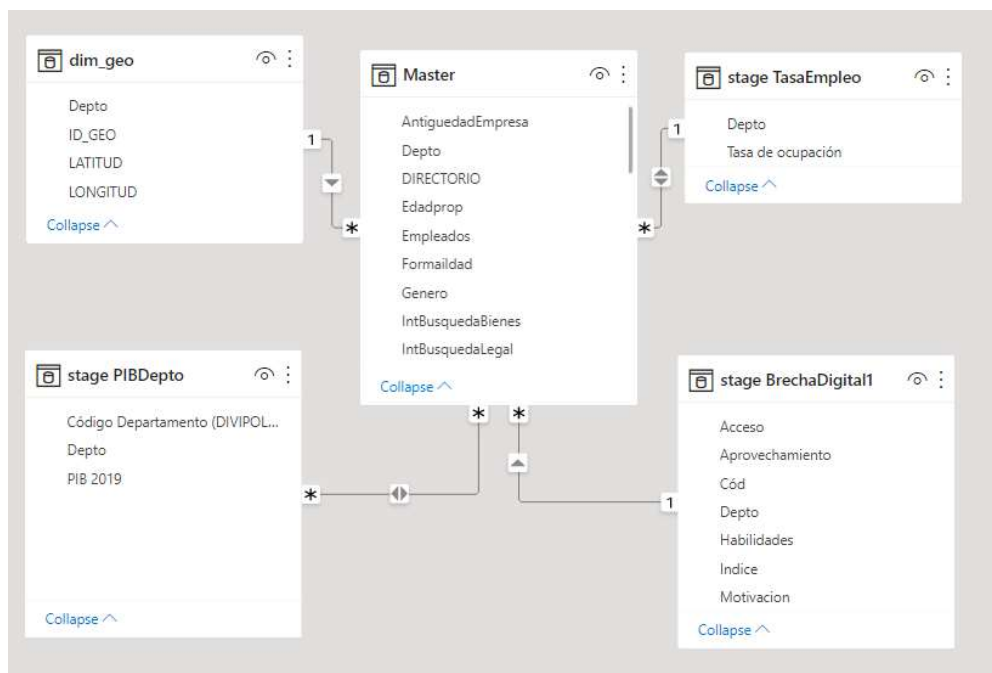 dim_geo
Depto
ID_GEO
LATITUD
LONGITUD
Collapse
1
*
Master
AntiguedadEmpresa
Depto
DIRECTORIO
Edadprop
Empleados
Formaildad
Genero
IntBusquedaBienes
IntBusquedaLegal
Collapse
*
*
stage TasaEmpleo
Depto
Tasa de ocupación
Collapse
1
*
stage PIBDepto
Código Departamento (DIVIPOL...
Depto
PIB 2019
Collapse
*
stage BrechaDigital1
Acceso
Aprovechamiento
Cód
Depto
Habilidades
Indice
Motivacion
Collapse
1